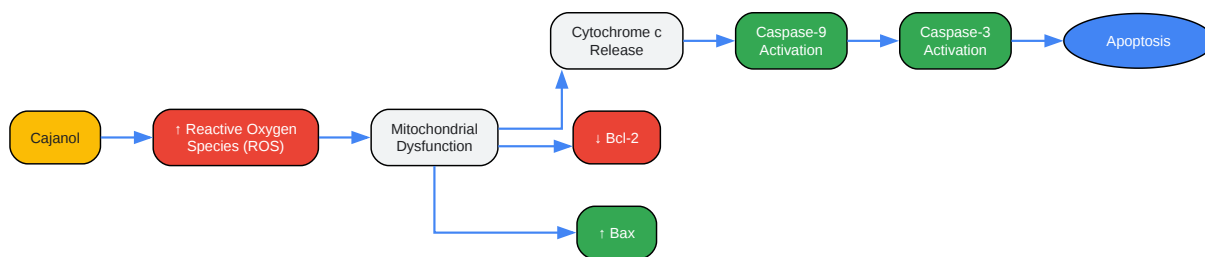 Cajanol
↑ Reactive Oxygen
Species (ROS)
Mitochondrial
Dysfunction
Cytochrome c
Release
Caspase-9
Activation
Caspase-3
Activation
Apoptosis
↓ Bcl-2
↑ Bax